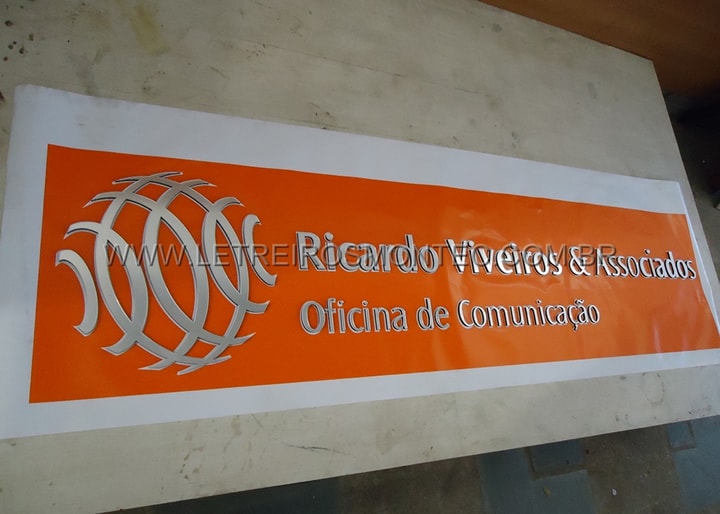 Ricardo Viveiros & Associados
Oficina de Comunicação